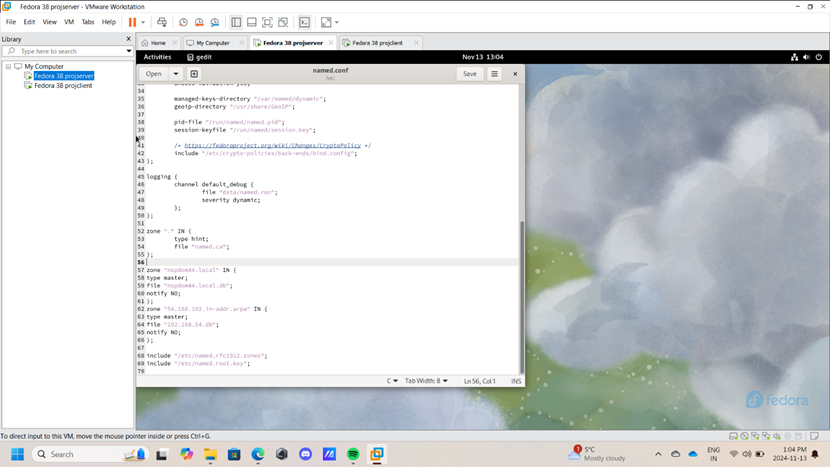 Fedora 38 projserver - VMware Workstation
File Edit View VM Tabs Help
Library
Type here to search
My Computer
Fedora 38 projserver
Fedora 38 projclient
Home My Computer Fedora 38 projserver Fedora 38 projclient
Activities gedit Nov 13 13:04
Open named.conf Save
/etc
34
35 managed-keys-directory "/var/named/dynamic";
36 geoip-directory "/usr/share/GeoIP";
37
38 pid-file "/run/named/named.pid";
39 session-keyfile "/run/named/session.key";
40
41 /* https://fedoraproject.org/wiki/Changes/CryptoPolicy */
42 include "/etc/crypto-policies/back-ends/bind.config";
43 };
44
45 logging {
46 channel default_debug {
47 file "data/named.run";
48 severity dynamic;
49 };
50 };
51
52 zone "." IN {
53 type hint;
54 file "named.ca";
55 };
56
57 zone "nspdom44.local" IN {
58 type master;
59 file "nspdom44.local.db";
60 notify NO;
61 };
62 zone "54.168.192.in-addr.arpa" IN {
63 type master;
64 file "192.168.54.db";
65 notify NO;
66 };
67
68 include "/etc/named.rfc1912.zones";
69 include "/etc/named.root.key";
70
C Tab Width: 8 Ln 56, Col 1 INS
fedora
To direct input to this VM, move the mouse pointer inside or press Ctrl+G.
Search
1
5°C
Mostly cloudy
ENG
IN
1:04 PM
2024-11-13